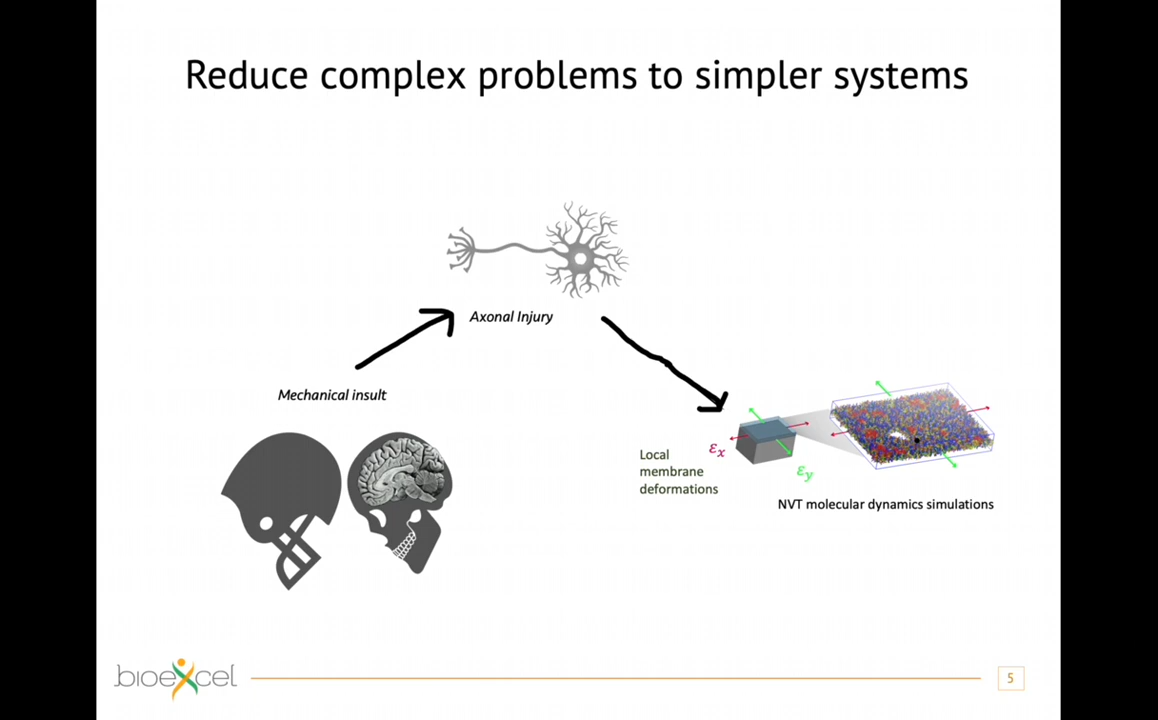 Reduce complex problems to simpler systems
Axonal Injury
Mechanical insult
Local
membrane
deformations
εx
εy
NVT molecular dynamics simulations
bioexcel
5